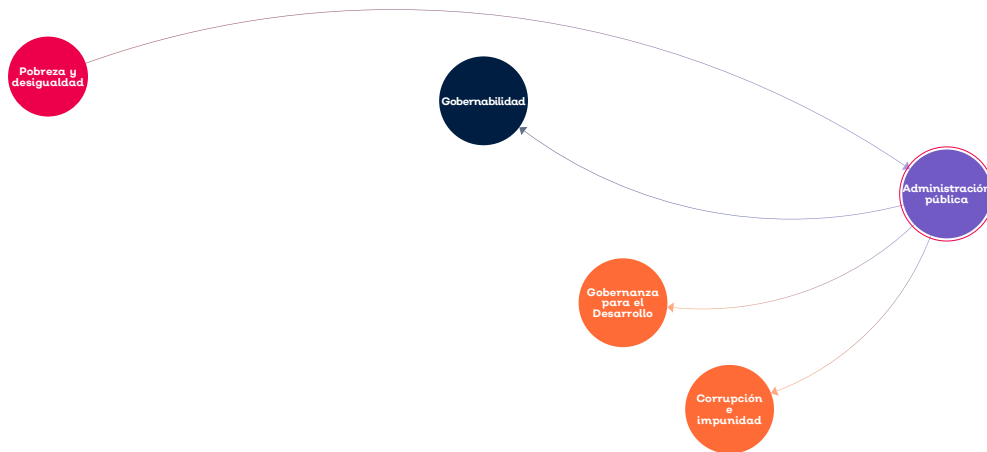 Pobreza y
desigualdad
Gobernabilidad
Administración
pública
Gobernanza
para el
Desarrollo
Corrupción
e
impunidad